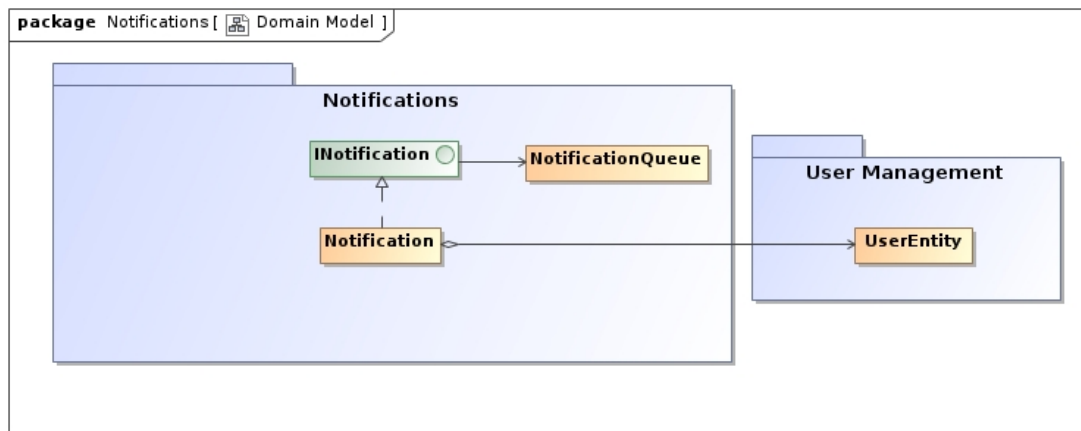 package Notifications [ Domain Model ]
Notifications
INotification
NotificationQueue
User Management
Notification
UserEntity